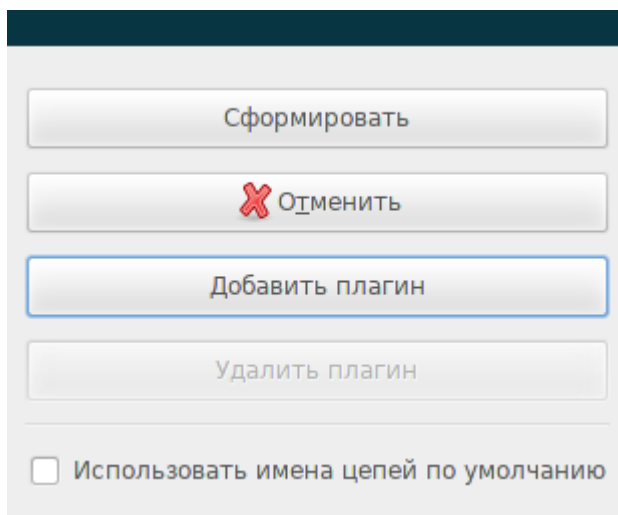 Сформировать
Отменить
Добавить плагин
Удалить плагин
Использовать имена цепей по умолчанию